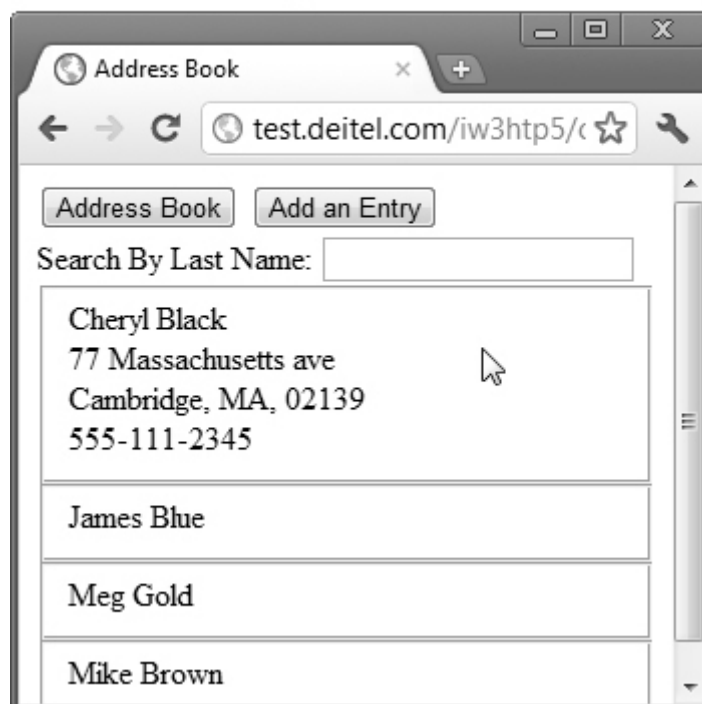 Address Book
test.deitel.com/iw3htp5/c
Address Book Add an Entry
Search By Last Name:
Cheryl Black
77 Massachusetts ave
Cambridge, MA, 02139
555-111-2345
James Blue
Meg Gold
Mike Brown